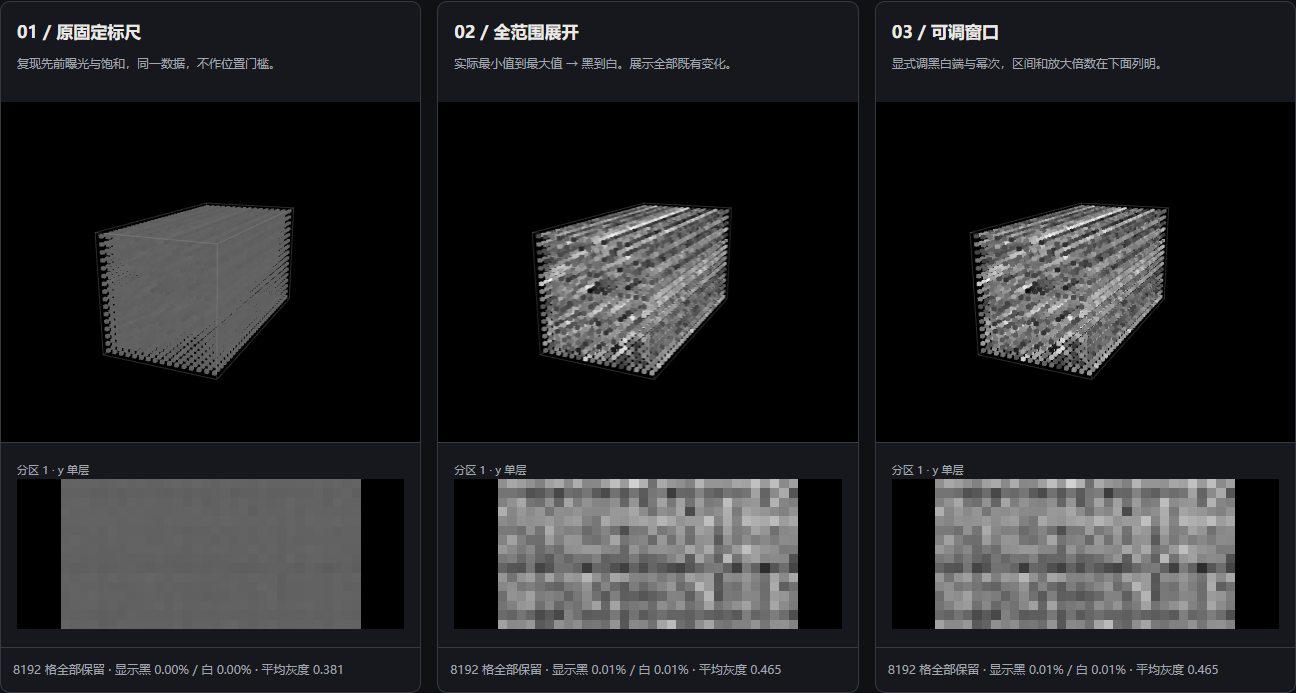 01 / 原固定标尺
复现先前曝光与饱和，同一数据，不作位置门槛。
分区 1 · y 单层
8192 格全部保留 · 显示黑 0.00% / 白 0.00% · 平均灰度 0.381
02 / 全范围展开
实际最小值到最大值 → 黑到白。展示全部既有变化。
分区 1 · y 单层
8192 格全部保留 · 显示黑 0.01% / 白 0.01% · 平均灰度 0.465
03 / 可调窗口
显式调黑白端与幂次，区间和放大倍数在下面列明。
分区 1 · y 单层
8192 格全部保留 · 显示黑 0.01% / 白 0.01% · 平均灰度 0.465